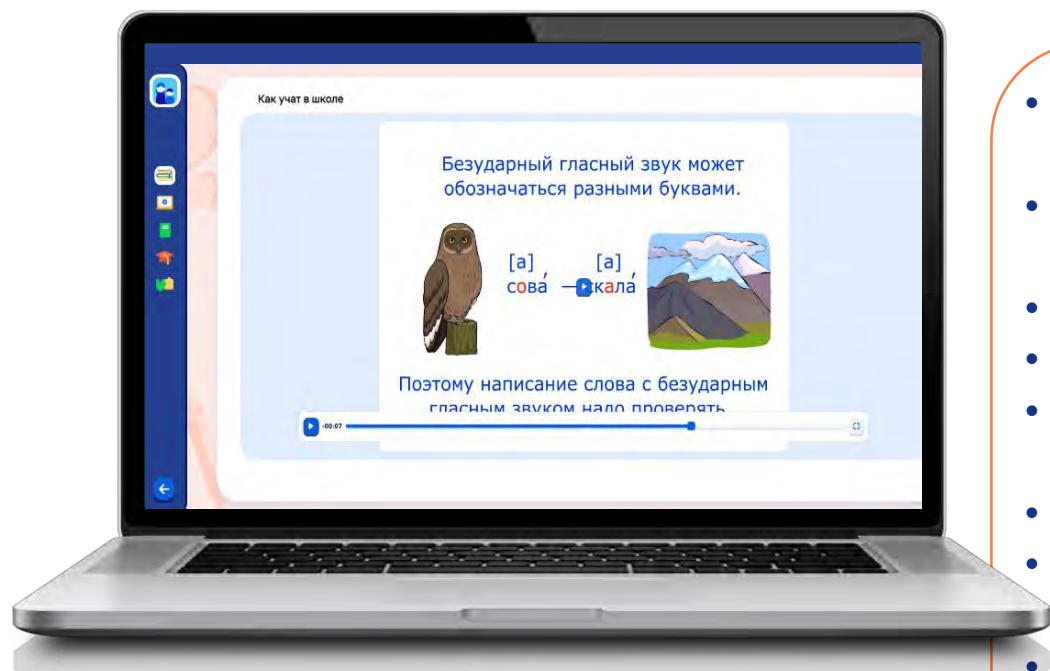 Как учат в школе
Безударный гласный звук может
обозначаться разными буквами.
[а] , [а] ,
сова — скала
Поэтому написание слова с безударным
гласным звуком надо проверять
-00:07